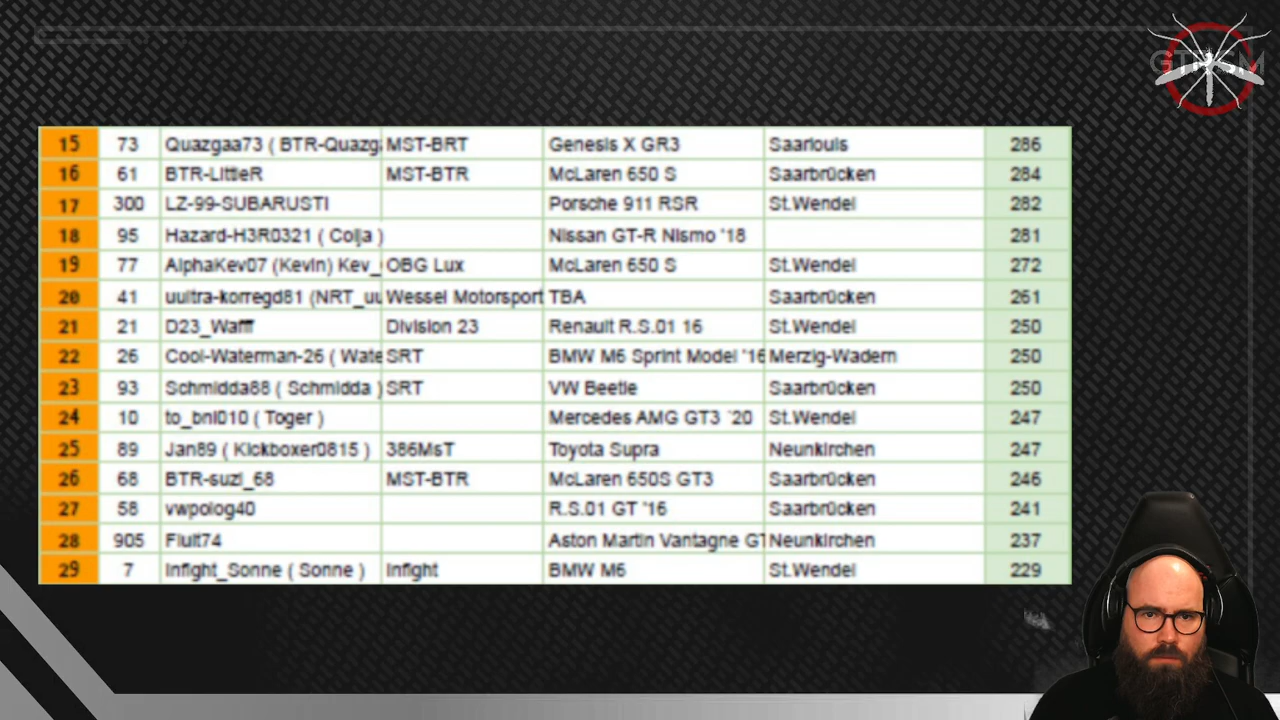 GTRSM
15 73 Quazgaa73 ( BTR-Quazga MST-BRT Genesis X GR3 Saarlouis 286
16 61 BTR-LittleR MST-BTR McLaren 650 S Saarbrücken 284
17 300 LZ-99-SUBARUSTI Porsche 911 RSR St.Wendel 282
18 95 Hazard-H3R0321 ( Colja ) Nissan GT-R Nismo '18 281
19 77 AlphaKev07 (Kevin) Kev_ OBG Lux McLaren 650 S St.Wendel 272
20 41 uultra-korregd81 (NRT_uu Wessel Motorsport TBA Saarbrücken 261
21 21 D23_Wafff Division 23 Renault R.S.01 16 St.Wendel 250
22 26 Cool-Waterman-26 ( Wate SRT BMW M6 Sprint Model '16 Merzig-Wadern 250
23 93 Schmidda88 ( Schmidda ) SRT VW Beetle Saarbrücken 250
24 10 to_bni010 ( Toger ) Mercedes AMG GT3 ´20 St.Wendel 247
25 89 Jan89 ( Kickboxer0815 ) 386MsT Toyota Supra Neunkirchen 247
26 68 BTR-suzi_68 MST-BTR McLaren 650S GT3 Saarbrücken 246
27 58 vwpolog40 R.S.01 GT '16 Saarbrücken 241
28 905 Fluit74 Aston Martin Vantagne GT Neunkirchen 237
29 7 Infight_Sonne ( Sonne ) Infight BMW M6 St.Wendel 229